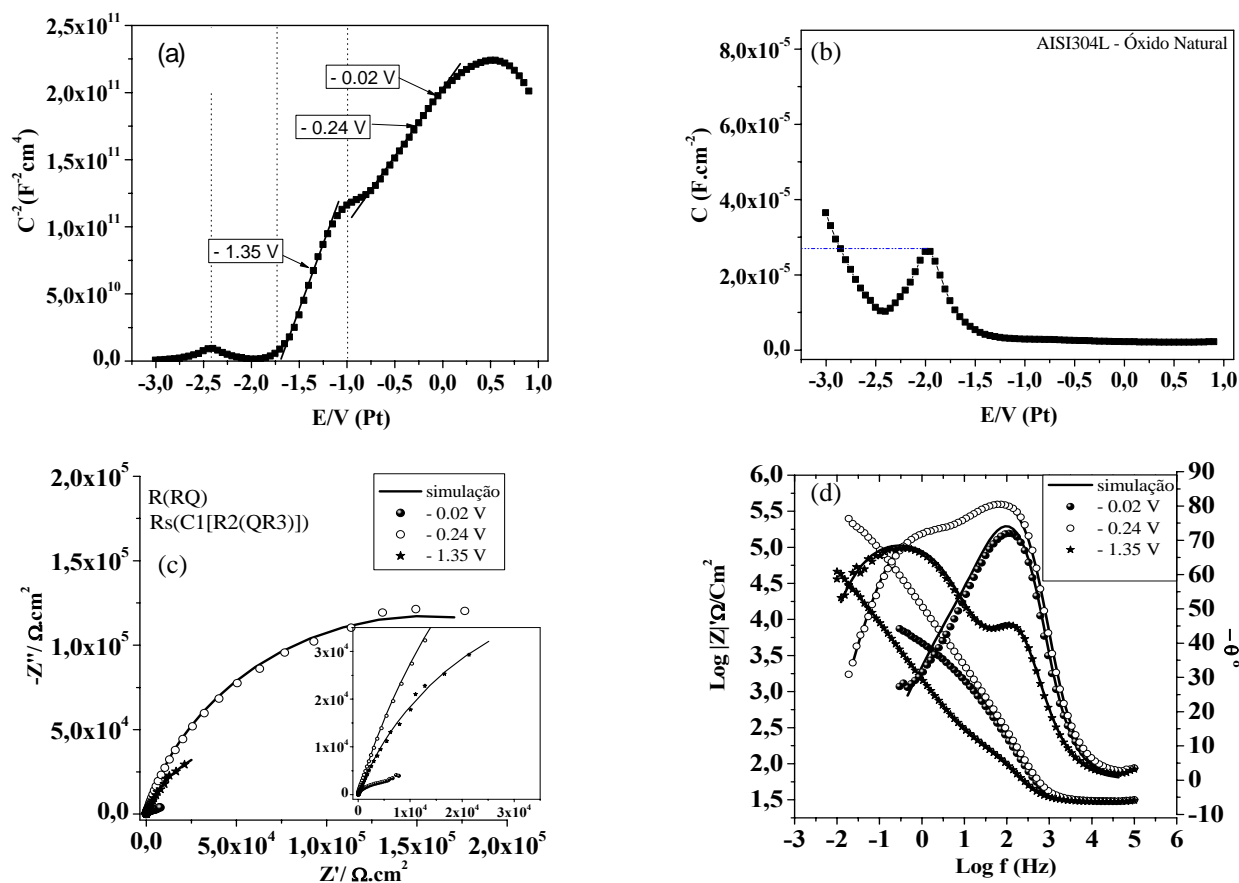 (a)
2,5x10¹¹
2,0x10¹¹
1,5x10¹¹
1,0x10¹¹
5,0x10¹⁰
0,0
C⁻²(F⁻²cm⁴)
- 0.02 V
- 0.24 V
- 1.35 V
-3,0 -2,5 -2,0 -1,5 -1,0 -0,5 0,0 0,5 1,0
E/V (Pt)
(b)
AISI304L - Óxido Natural
8,0x10⁻⁵
6,0x10⁻⁵
4,0x10⁻⁵
2,0x10⁻⁵
0,0
C (F.cm⁻²)
-3,0 -2,5 -2,0 -1,5 -1,0 -0,5 0,0 0,5 1,0
E/V (Pt)
2,0x10⁵
1,5x10⁵
1,0x10⁵
5,0x10⁴
0,0
-Z''/ Ω.cm²
R(RQ)
Rs(C1[R2(QR3)])
(c)
simulação
- 0.02 V
- 0.24 V
- 1.35 V
3x10⁴
2x10⁴
1x10⁴
0
0 1x10⁴ 2x10⁴ 3x10⁴
0,0 5,0x10⁴ 1,0x10⁵ 1,5x10⁵ 2,0x10⁵
Z'/ Ω.cm²
(d)
6,0
5,5
5,0
4,5
4,0
3,5
3,0
2,5
2,0
1,5
Log |Z|'Ω/Cm²
simulação
- 0.02 V
- 0.24 V
- 1.35 V
90
80
70
60
50
40
30
20
10
0
-10
-θ°
-3 -2 -1 0 1 2 3 4 5 6
Log f (Hz)